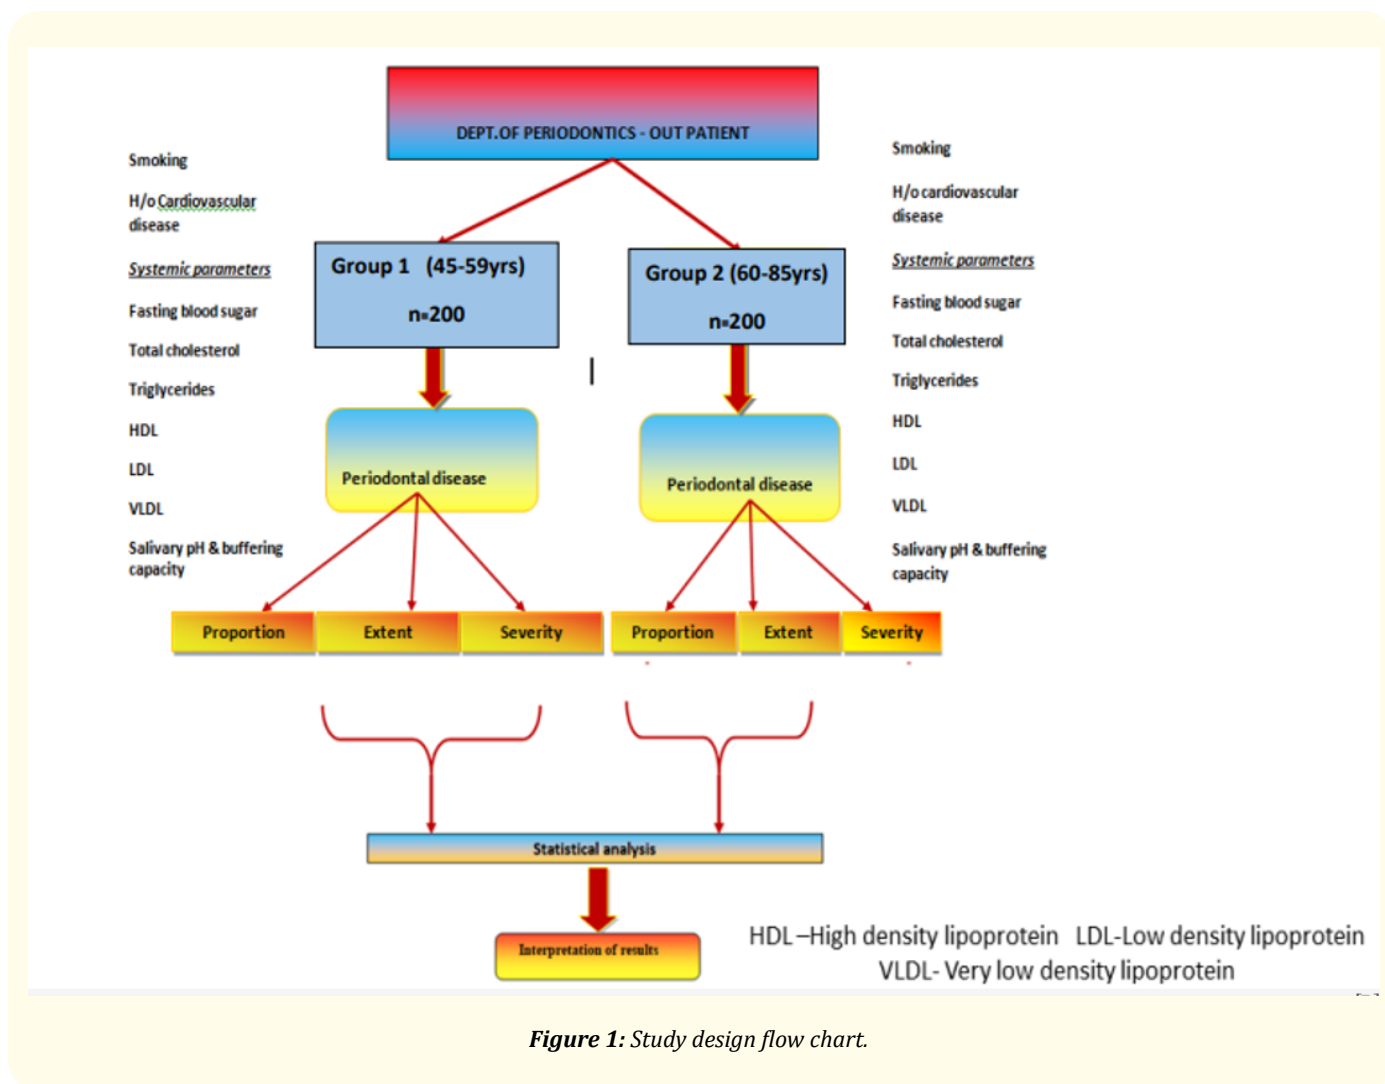 DEPT.OF PERIODONTICS - OUT PATIENT
Smoking
H/o Cardiovascular
disease
Systemic parameters
Fasting blood sugar
Total cholesterol
Triglycerides
HDL
LDL
VLDL
Salivary pH & buffering
capacity
Group 1 (45-59yrs)
n=200
Periodontal disease
Proportion
Extent
Severity
Group 2 (60-85yrs)
n=200
Periodontal disease
Proportion
Extent
Severity
Smoking
H/o cardiovascular
disease
Systemic parameters
Fasting blood sugar
Total cholesterol
Triglycerides
HDL
LDL
VLDL
Salivary pH & buffering
capacity
Statistical analysis
Interpretation of results
HDL –High density lipoprotein LDL-Low density lipoprotein
VLDL- Very low density lipoprotein
Figure 1: Study design flow chart.